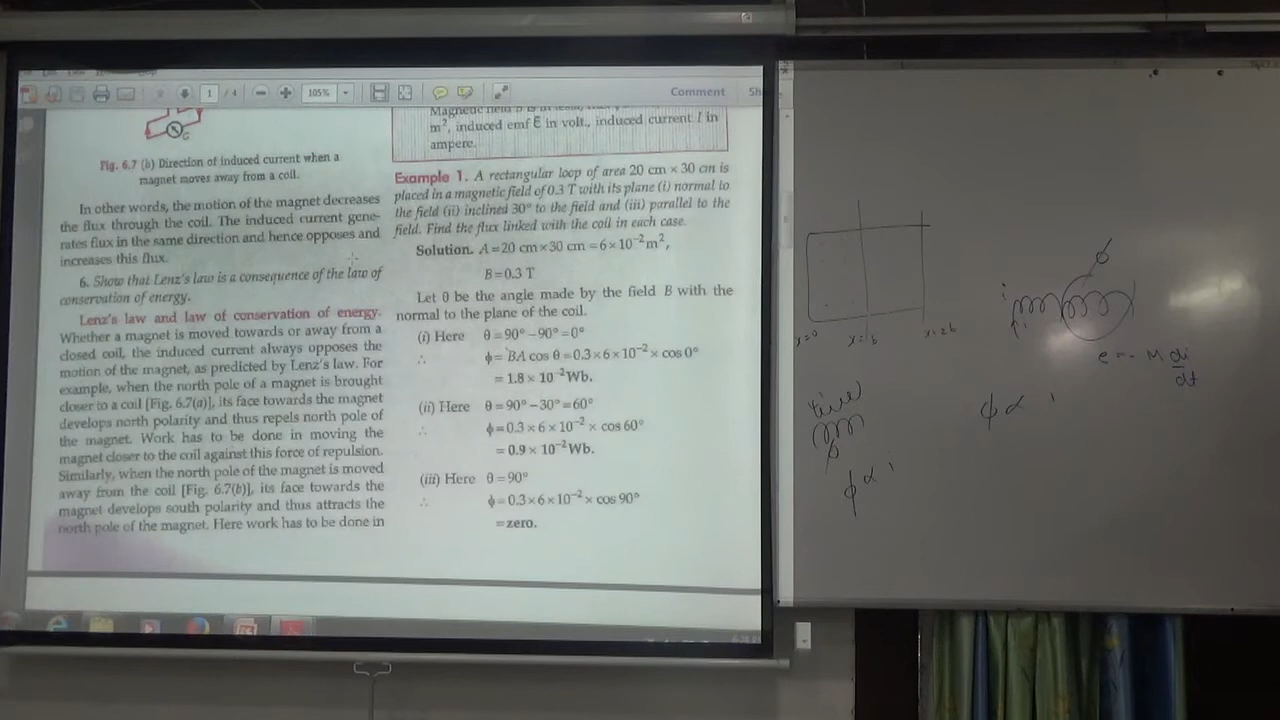 1 / 4
105%
Comment
Sh
G
Fig. 6.7 (b) Direction of induced current when a
magnet moves away from a coil.
In other words, the motion of the magnet decreases
the flux through the coil. The induced current gene-
rates flux in the same direction and hence opposes and
increases this flux.
6. Show that Lenz's law is a consequence of the law of
conservation of energy.
Lenz's law and law of conservation of energy.
Whether a magnet is moved towards or away from a
closed coil, the induced current always opposes the
motion of the magnet, as predicted by Lenz's law. For
example, when the north pole of a magnet is brought
closer to a coil [Fig. 6.7(a)], its face towards the magnet
develops north polarity and thus repels north pole of
the magnet. Work has to be done in moving the
magnet closer to the coil against this force of repulsion.
Similarly, when the north pole of the magnet is moved
away from the coil [Fig. 6.7(b)], its face towards the
magnet develops south polarity and thus attracts the
north pole of the magnet. Here work has to be done in
Magnetic field B is in
m², induced emf Ɛ in volt., induced current I in
ampere.
Example 1. A rectangular loop of area 20 cm × 30 cm is
placed in a magnetic field of 0.3 T with its plane (i) normal to
the field (ii) inclined 30° to the field and (iii) parallel to the
field. Find the flux linked with the coil in each case.
Solution. A = 20 cm × 30 cm = 6 × 10⁻² m²,
B = 0.3 T
Let θ be the angle made by the field B with the
normal to the plane of the coil.
(i) Here θ = 90° − 90° = 0°
∴ ϕ = BA cos θ = 0.3 × 6 × 10⁻² × cos 0°
= 1.8 × 10⁻² Wb.
(ii) Here θ = 90° − 30° = 60°
∴ ϕ = 0.3 × 6 × 10⁻² × cos 60°
= 0.9 × 10⁻² Wb.
(iii) Here θ = 90°
∴ ϕ = 0.3 × 6 × 10⁻² × cos 90°
= zero.
x=0
x=b
x=2b
i
ϕ
i
e = - M di/dt
ϕ ∝ i
ϕ ∝ i